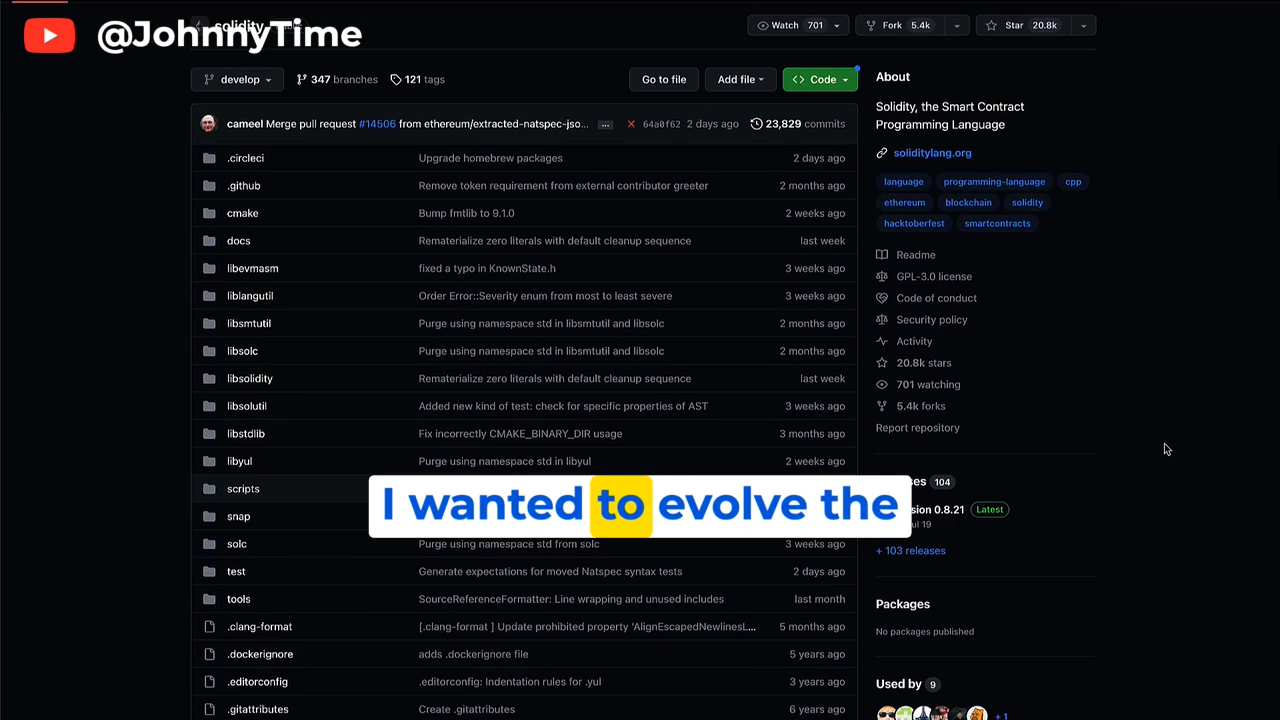 @JohnnyTime
solidity
Watch 701
Fork 5.4k
Star 20.8k
develop
347 branches
121 tags
Go to file
Add file
Code
cameel Merge pull request #14506 from ethereum/extracted-natspec-jso... ... 64a0f62 2 days ago 23,829 commits
.circleci Upgrade homebrew packages 2 days ago
.github Remove token requirement from external contributor greeter 2 months ago
cmake Bump fmtlib to 9.1.0 2 weeks ago
docs Rematerialize zero literals with default cleanup sequence last week
libevmasm fixed a typo in KnownState.h 3 weeks ago
liblangutil Order Error::Severity enum from most to least severe 3 weeks ago
libsmtutil Purge using namespace std in libsmtutil and libsolc 2 months ago
libsolc Purge using namespace std in libsmtutil and libsolc 2 months ago
libsolidity Rematerialize zero literals with default cleanup sequence last week
libsolutil Added new kind of test: check for specific properties of AST 3 weeks ago
libstdlib Fix incorrectly CMAKE_BINARY_DIR usage 3 months ago
libyul Purge using namespace std in libyul 2 weeks ago
scripts
snap
solc Purge using namespace std from solc 3 weeks ago
test Generate expectations for moved Natspec syntax tests 2 days ago
tools SourceReferenceFormatter: Line wrapping and unused includes last month
.clang-format [.clang-format ] Update prohibited property 'AlignEscapedNewlinesL... 5 months ago
.dockerignore adds .dockerignore file 5 years ago
.editorconfig .editorconfig: Indentation rules for .yul 3 years ago
.gitattributes Create .gitattributes 6 years ago
I wanted to evolve the
About
Solidity, the Smart Contract
Programming Language
soliditylang.org
language programming-language cpp
ethereum blockchain solidity
hacktoberfest smartcontracts
Readme
GPL-3.0 license
Code of conduct
Security policy
Activity
20.8k stars
701 watching
5.4k forks
Report repository
104
0.8.21 Latest
19
+ 103 releases
Packages
No packages published
Used by 9
+ 1